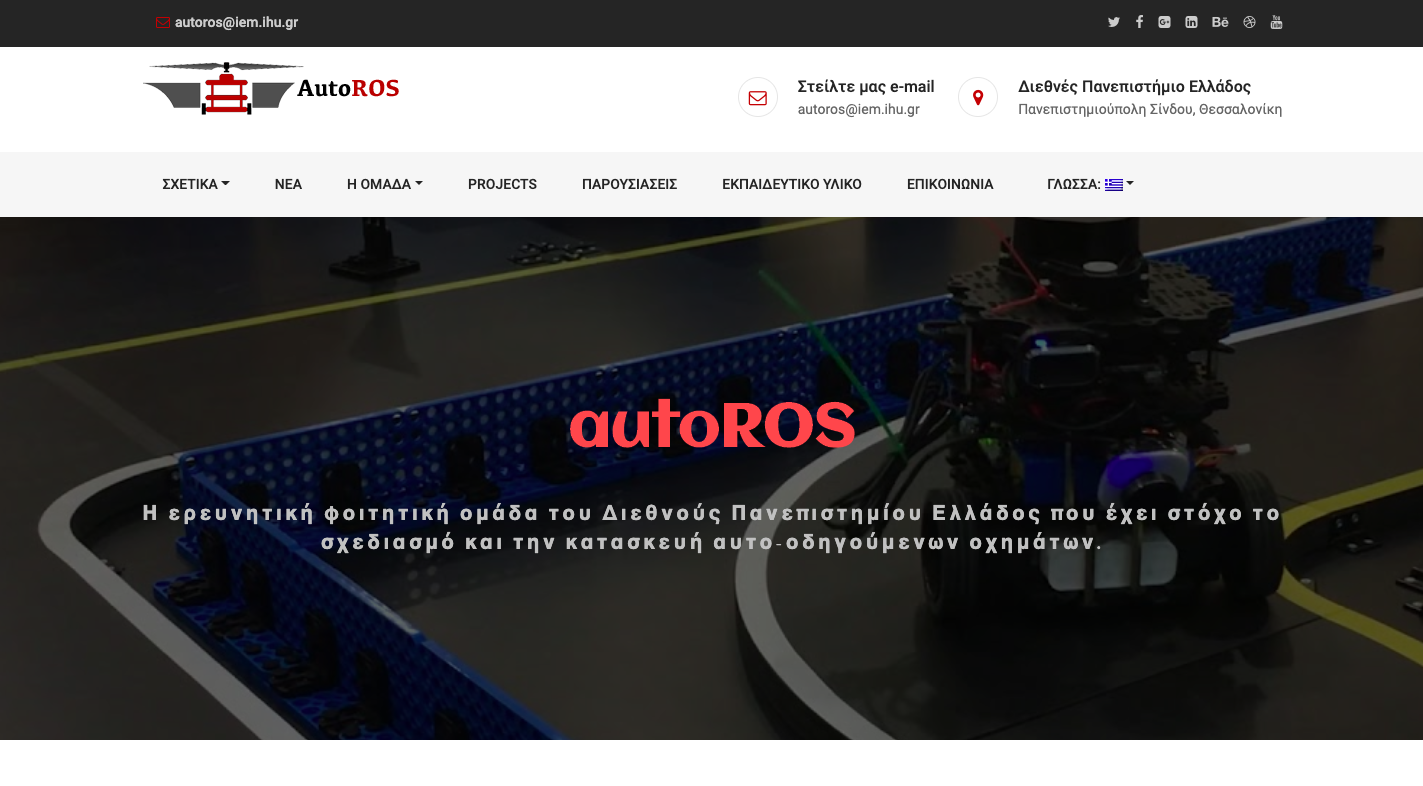 autoros@iem.ihu.gr
Bē
AutoROS
Στείλτε μας e-mail
autoros@iem.ihu.gr
Διεθνές Πανεπιστήμιο Ελλάδος
Πανεπιστημιούπολη Σίνδου, Θεσσαλονίκη
ΣΧΕΤΙΚΑ ΝΕΑ Η ΟΜΑΔΑ PROJECTS ΠΑΡΟΥΣΙΑΣΕΙΣ ΕΚΠΑΙΔΕΥΤΙΚΟ ΥΛΙΚΟ ΕΠΙΚΟΙΝΩΝΙΑ ΓΛΩΣΣΑ:
autoROS
Η ερευνητική φοιτητική ομάδα του Διεθνούς Πανεπιστημίου Ελλάδος που έχει στόχο το
σχεδιασμό και την κατασκευή αυτο-οδηγούμενων οχημάτων.